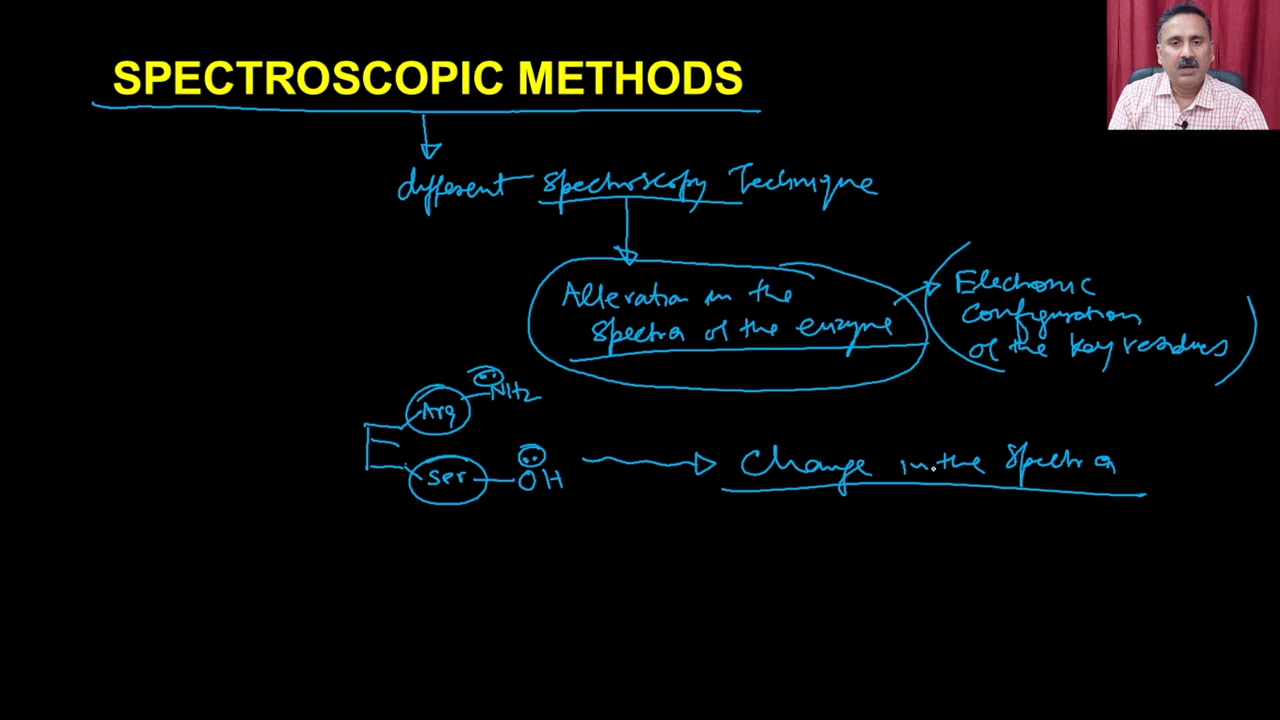 SPECTROSCOPIC METHODS
different spectroscopy Technique
Alteration in the
spectra of the enzyme
Electronic
configuration
of the key residues
Arg NH2
Ser OH
Change in the spectra